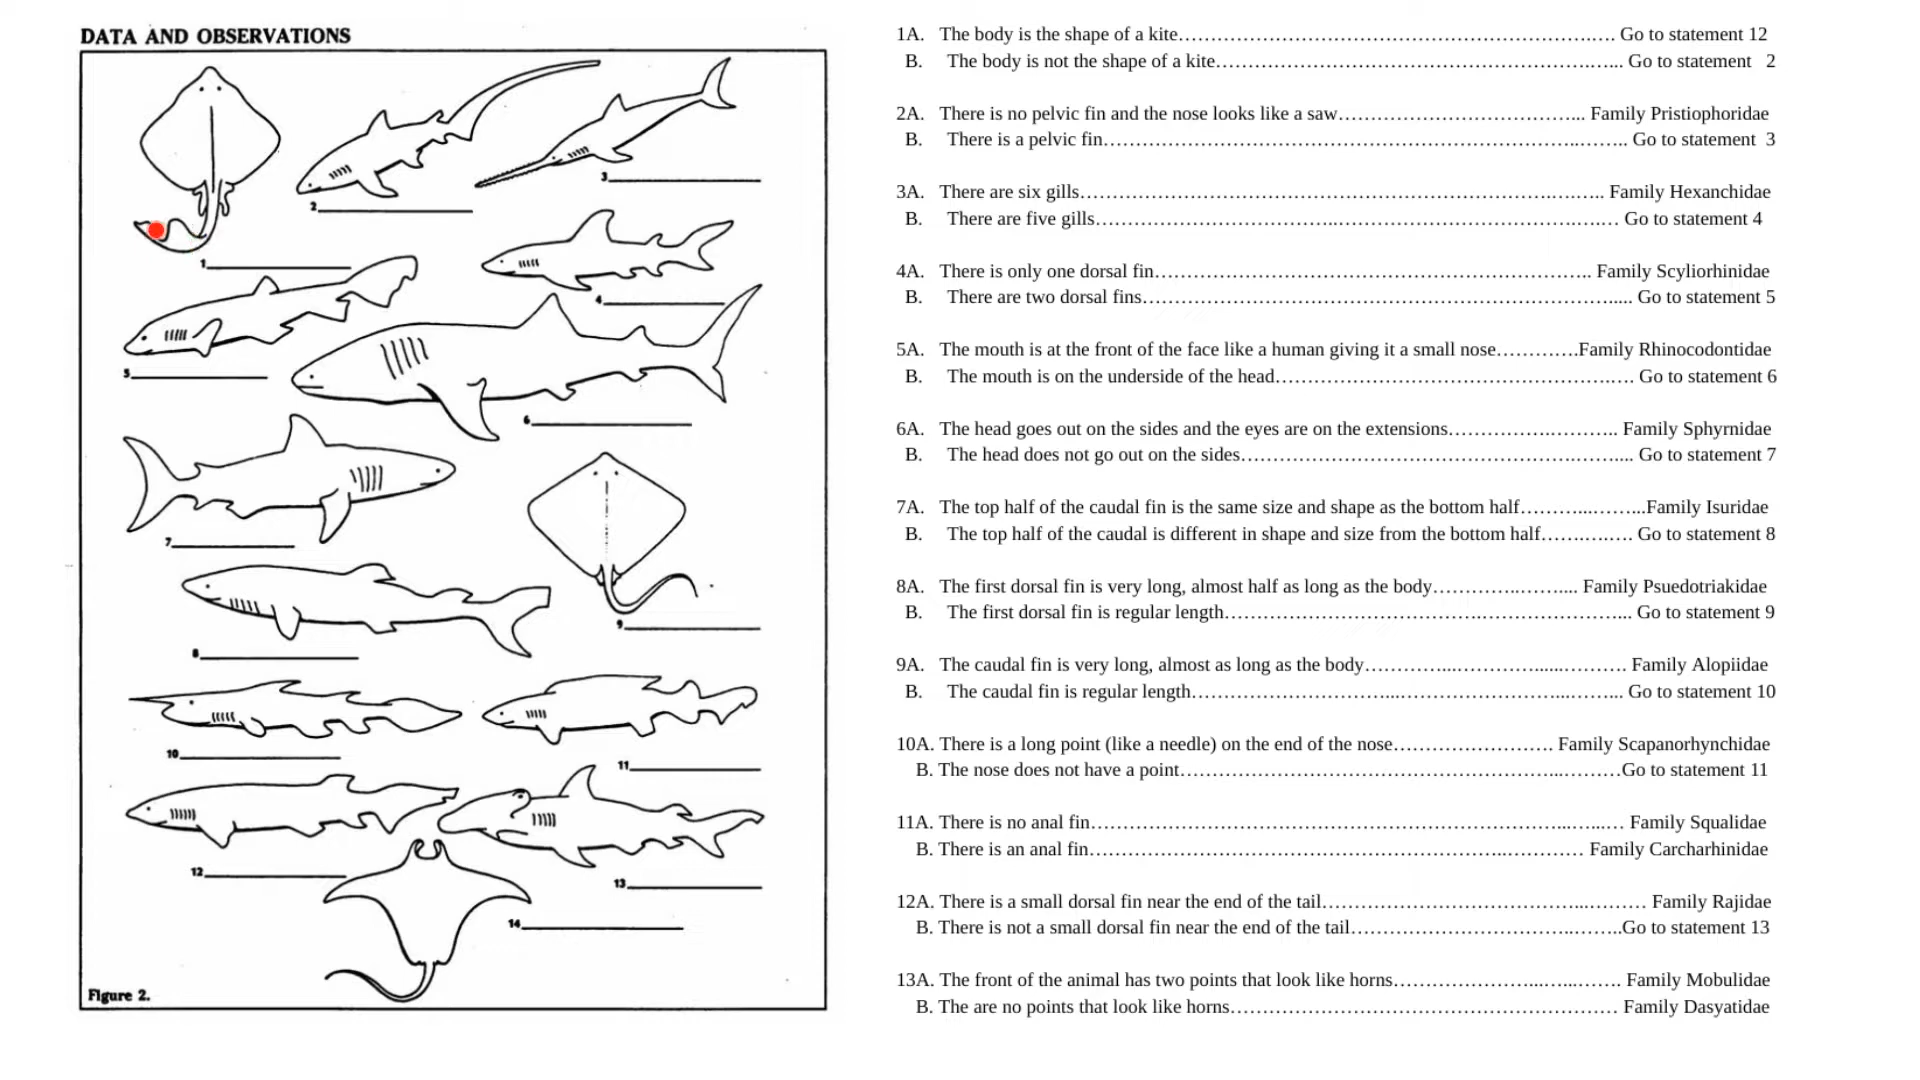 DATA AND OBSERVATIONS
1
2
3
4
5
6
7
8
9
10
11
12
13
14
Figure 2.
1A. The body is the shape of a kite……………………………………………………….…. Go to statement 12
B. The body is not the shape of a kite…………………………………………………..…... Go to statement 2
2A. There is no pelvic fin and the nose looks like a saw………………………………... Family Pristiophoridae
B. There is a pelvic fin………………………………………………………………..…….. Go to statement 3
3A. There are six gills……………………………………………………………….…….. Family Hexanchidae
B. There are five gills……………………………..………………………………….….… Go to statement 4
4A. There is only one dorsal fin………………………………………………………….. Family Scyliorhinidae
B. There are two dorsal fins……………………………………………………………….... Go to statement 5
5A. The mouth is at the front of the face like a human giving it a small nose………….Family Rhinocodontidae
B. The mouth is on the underside of the head…………………………………………….…. Go to statement 6
6A. The head goes out on the sides and the eyes are on the extensions…………….……….. Family Sphyrnidae
B. The head does not go out on the sides……………………………………………..…….... Go to statement 7
7A. The top half of the caudal fin is the same size and shape as the bottom half………...……...Family Isuridae
B. The top half of the caudal is different in shape and size from the bottom half…….…….…. Go to statement 8
8A. The first dorsal fin is very long, almost half as long as the body…………..……….... Family Psuedotriakidae
B. The first dorsal fin is regular length………………………………….…………………... Go to statement 9
9A. The caudal fin is very long, almost as long as the body…………...…………......………. Family Alopiidae
B. The caudal fin is regular length…………………………...……………………....……... Go to statement 10
10A. There is a long point (like a needle) on the end of the nose……………………. Family Scapanorhynchidae
B. The nose does not have a point…………………………………………………...………Go to statement 11
11A. There is no anal fin…………………………………………………………………...…...… Family Squalidae
B. There is an anal fin…………………………………………………………...………… Family Carcharhinidae
12A. There is a small dorsal fin near the end of the tail…………………………………...……… Family Rajidae
B. There is not a small dorsal fin near the end of the tail……………………………..……..Go to statement 13
13A. The front of the animal has two points that look like horns…………………...…...……. Family Mobulidae
B. The are no points that look like horns…………………………………………………… Family Dasyatidae